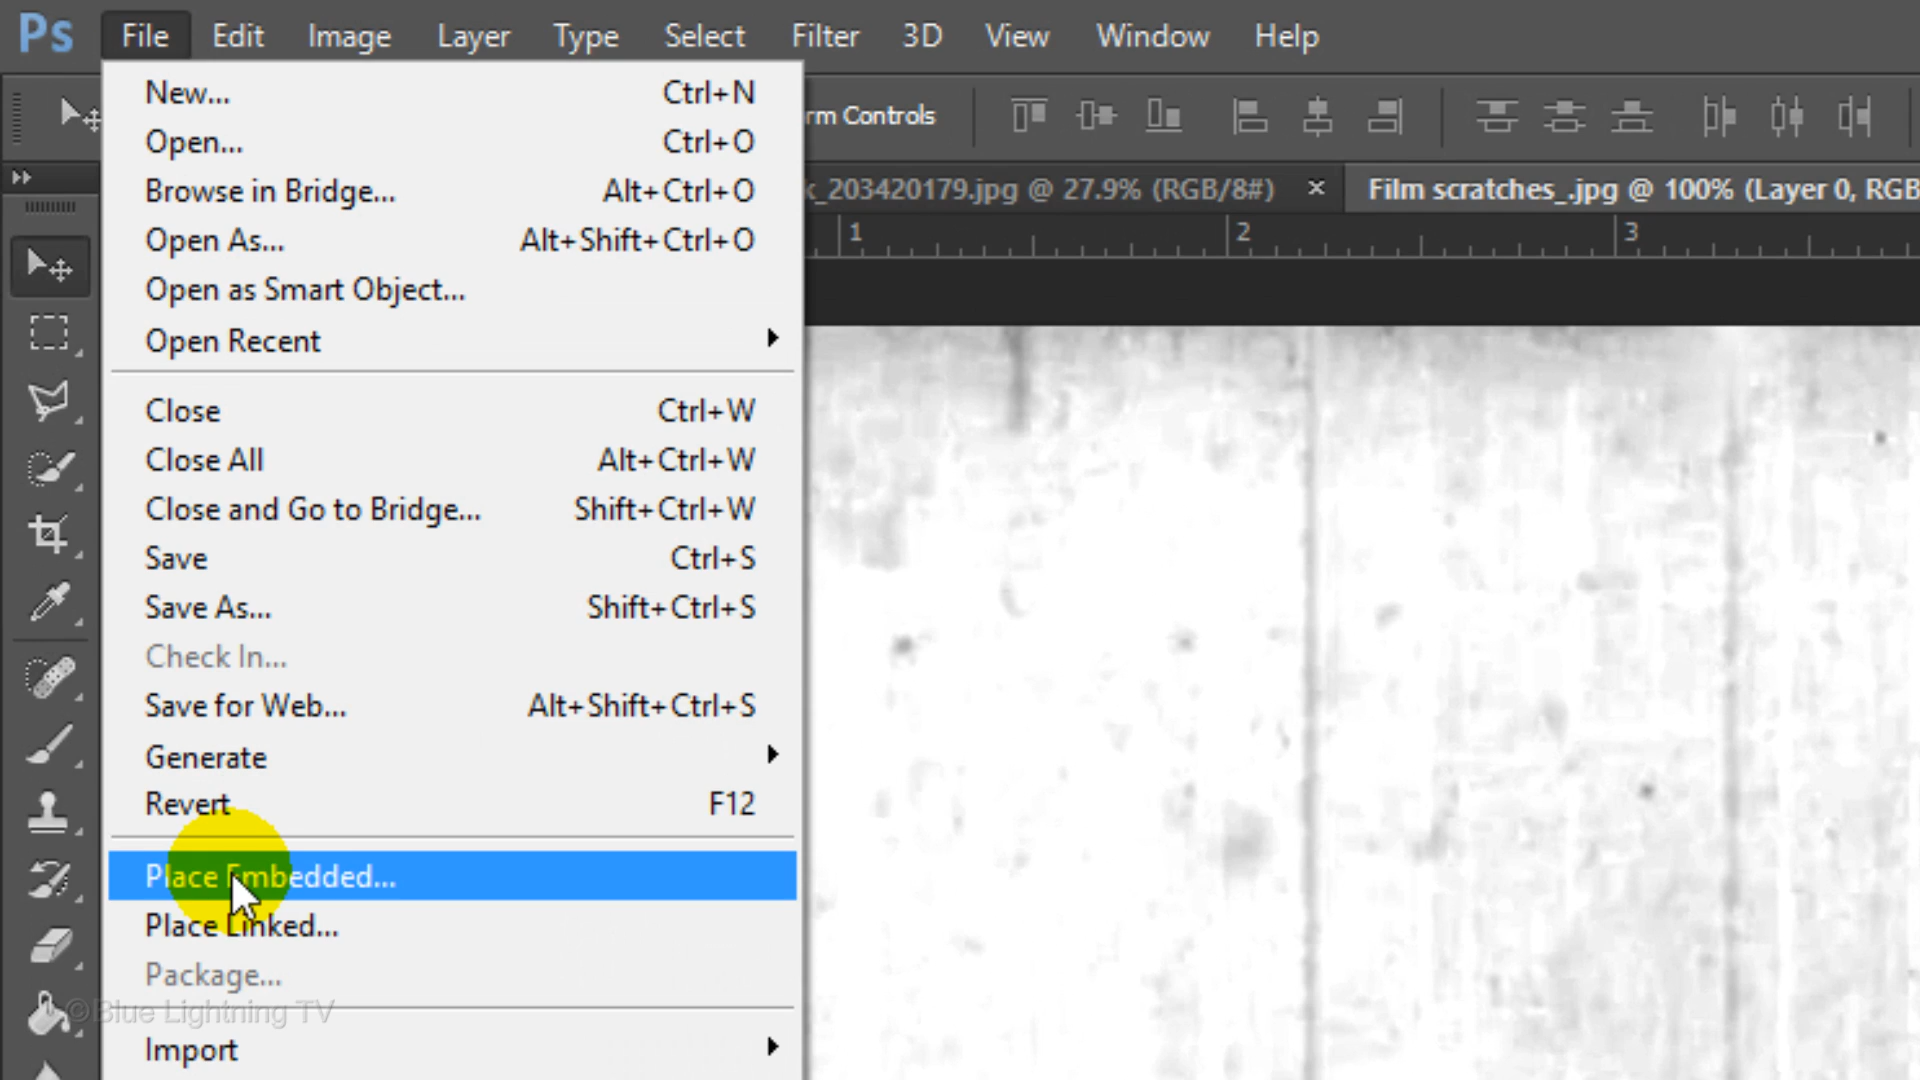 Ps File Edit Image Layer Type Select Filter 3D View Window Help
rm Controls
k_203420179.jpg @ 27.9% (RGB/8#) × Film scratches_.jpg @ 100% (Layer 0, RGB
1 2 3
New... Ctrl+N
Open... Ctrl+O
Browse in Bridge... Alt+Ctrl+O
Open As... Alt+Shift+Ctrl+O
Open as Smart Object...
Open Recent
Close Ctrl+W
Close All Alt+Ctrl+W
Close and Go to Bridge... Shift+Ctrl+W
Save Ctrl+S
Save As... Shift+Ctrl+S
Check In...
Save for Web... Alt+Shift+Ctrl+S
Generate
Revert F12
Place Embedded...
Place Linked...
Package...
©Blue Lightning TV
Import